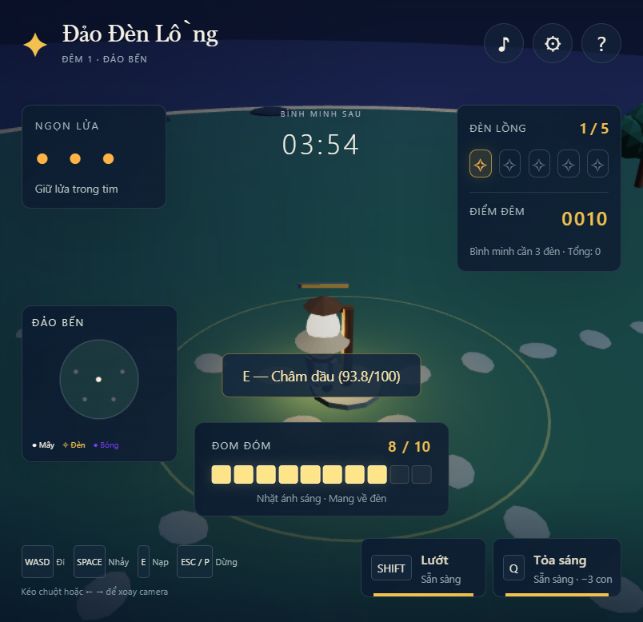 Đảo Đèn Lồng
ĐÊM 1 · ĐẢO BẾN
?
NGỌN LỬA
Giữ lửa trong tim
BÌNH MINH SAU
03:54
ĐÈN LỒNG 1 / 5
ĐIỂM ĐÊM 0010
Bình minh cần 3 đèn · Tổng: 0
ĐẢO BẾN
Mây Đèn Bóng
E — Châm dầu (93.8/100)
ĐOM ĐÓM 8 / 10
Nhặt ánh sáng · Mang về đèn
WASD Đi SPACE Nhảy E Nạp ESC / P Dừng
Kéo chuột hoặc ← → để xoay camera
SHIFT Lướt
Sẵn sàng
Q Tỏa sáng
Sẵn sàng · −3 con